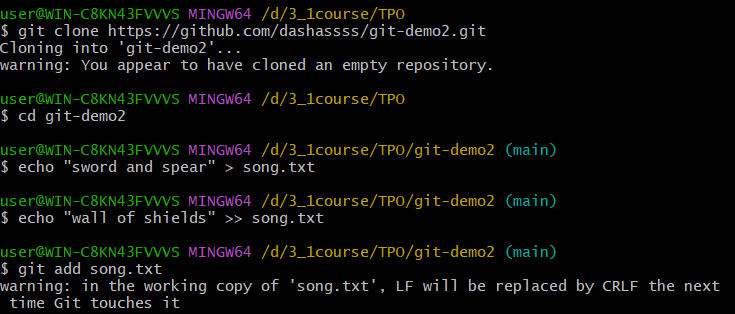 user@WIN-C8KN43FVVVS MINGW64 /d/3_1course/TPO
$ git clone https://github.com/dashassss/git-demo2.git
Cloning into 'git-demo2'...
warning: You appear to have cloned an empty repository.
user@WIN-C8KN43FVVVS MINGW64 /d/3_1course/TPO
$ cd git-demo2
user@WIN-C8KN43FVVVS MINGW64 /d/3_1course/TPO/git-demo2 (main)
$ echo "sword and spear" > song.txt
user@WIN-C8KN43FVVVS MINGW64 /d/3_1course/TPO/git-demo2 (main)
$ echo "wall of shields" >> song.txt
user@WIN-C8KN43FVVVS MINGW64 /d/3_1course/TPO/git-demo2 (main)
$ git add song.txt
warning: in the working copy of 'song.txt', LF will be replaced by CRLF the next
 time Git touches it